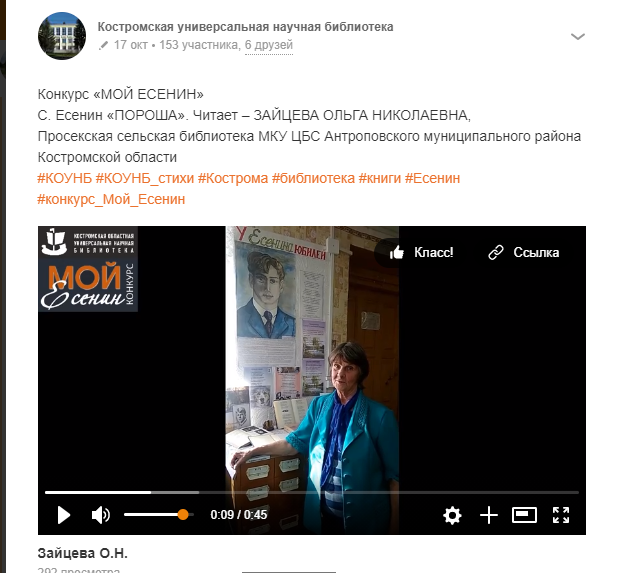 Костромская универсальная научная библиотека
17 окт • 153 участника, 6 друзей
Конкурс «МОЙ ЕСЕНИН»
С. Есенин «ПОРОША». Читает – ЗАЙЦЕВА ОЛЬГА НИКОЛАЕВНА,
Просекская сельская библиотека МКУ ЦБС Антроповского муниципального района
Костромской области
#КОУНБ #КОУНБ_стихи #Кострома #библиотека #книги #Есенин
#конкурс_Мой_Есенин
КОСТРОМСКАЯ ОБЛАСТНАЯ
УНИВЕРСАЛЬНАЯ НАУЧНАЯ
БИБЛИОТЕКА
МОЙ
Есенин
КОНКУРС
У Есенина
ЮБИЛЕЙ
Класс!
Ссылка
0:09 / 0:45
Зайцева О.Н.
292 просмотра